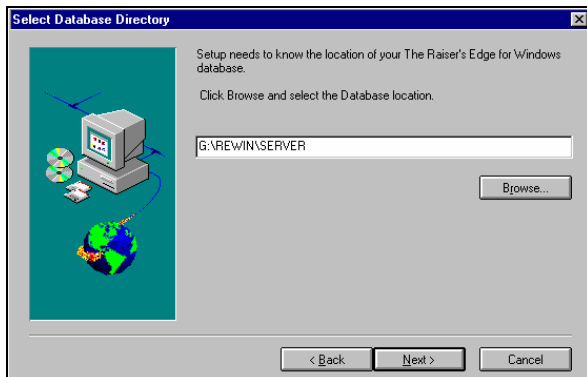 Select Database Directory
Setup needs to know the location of your The Raiser's Edge for Windows
database.
Click Browse and select the Database location.
G:\REWIN\SERVER
Browse...
< Back
Next >
Cancel